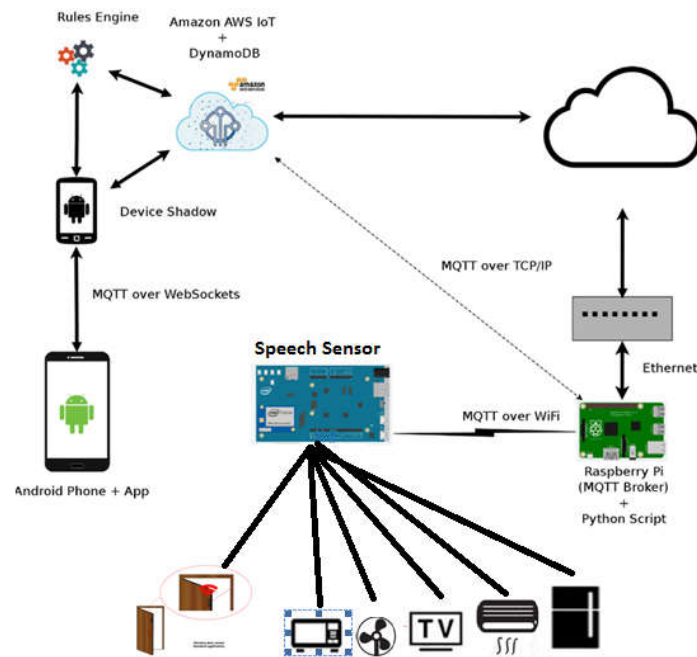 Rules Engine
Amazon AWS IoT
+
DynamoDB
amazon
Device Shadow
MQTT over TCP/IP
MQTT over WebSockets
Speech Sensor
Ethernet
MQTT over WiFi
Android Phone + App
Raspberry Pi
(MQTT Broker)
+
Python Script
TV